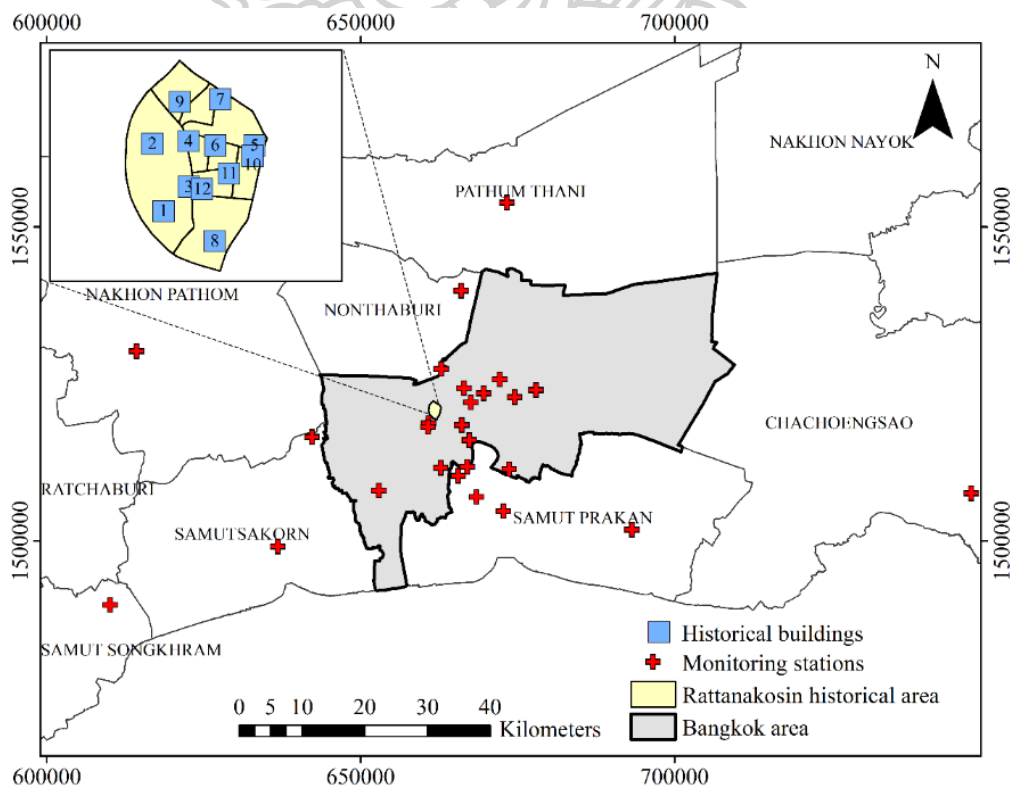 600000 650000 700000
N
9 7
2 4 6 5
10
11
3 12
1
8
NAKHON NAYOK
PATHUM THANI
1550000 1550000
NAKHON PATHOM
NONTHABURI
CHACHOENGSAO
RATCHABURI
SAMUT PRAKAN
SAMUTSAKORN
1500000 1500000
SAMUT SONGKHRAM
Historical buildings
Monitoring stations
Rattanakosin historical area
Bangkok area
0 5 10 20 30 40
Kilometers
600000 650000 700000